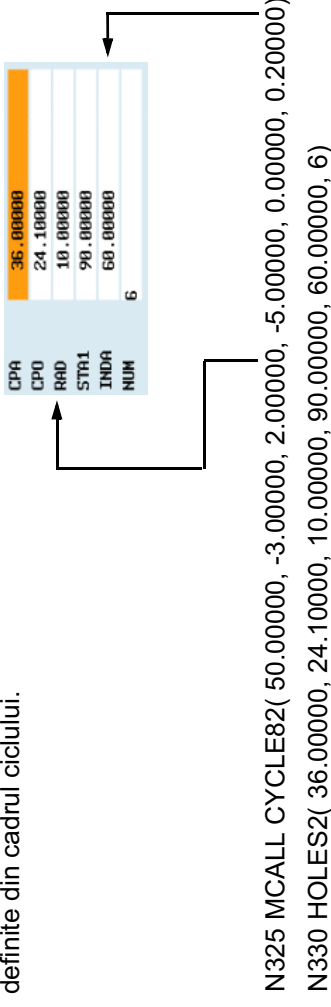 definite din cadrul ciclului.
CPA 36.00000
CPO 24.10000
RAD 10.00000
STA1 90.00000
INDA 60.00000
NUM 6
N325 MCALL CYCLE82( 50.00000, -3.00000, 2.00000, -5.00000, 0.00000, 0.20000)
N330 HOLES2( 36.00000, 24.10000, 10.00000, 90.00000, 60.00000, 6)